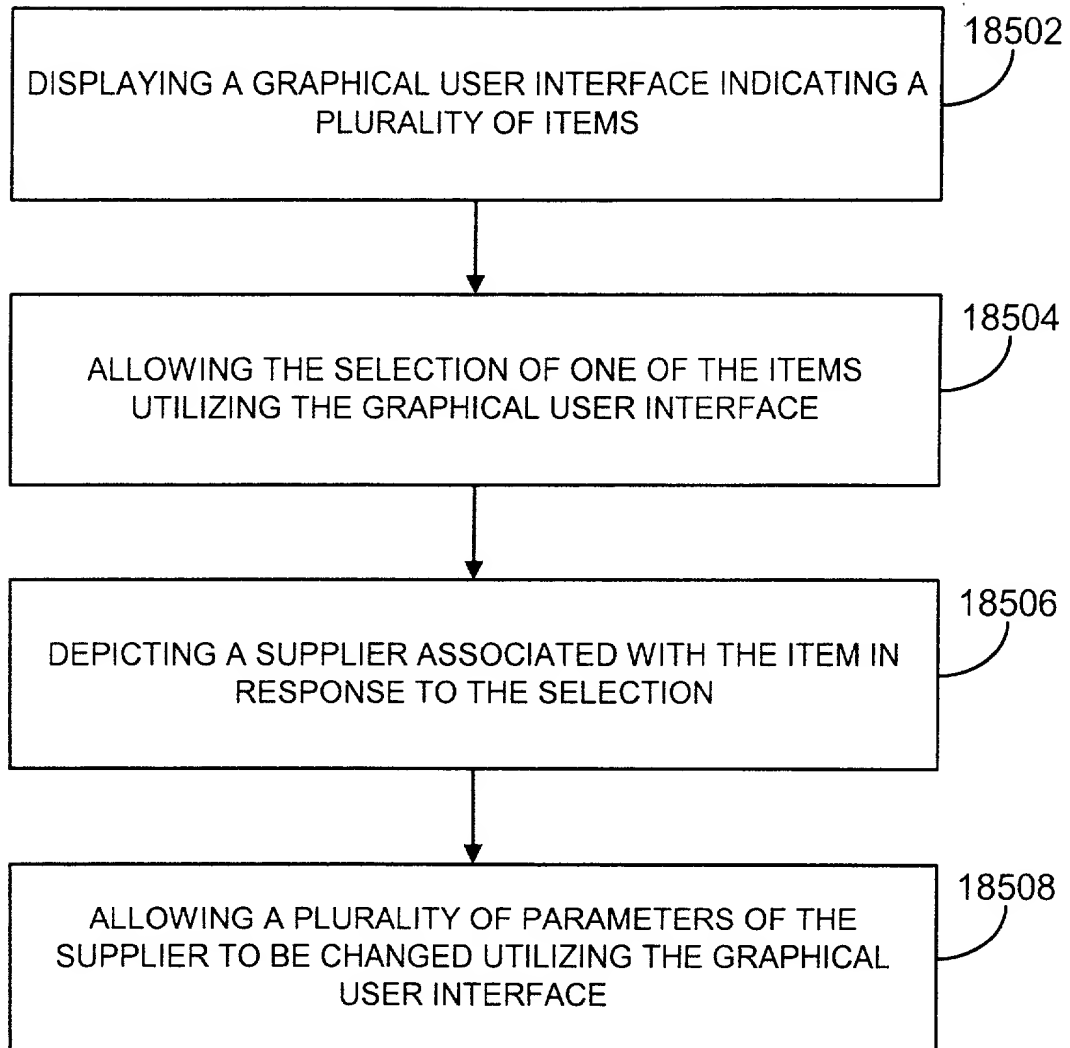 18502
DISPLAYING A GRAPHICAL USER INTERFACE INDICATING A
PLURALITY OF ITEMS
18504
ALLOWING THE SELECTION OF ONE OF THE ITEMS
UTILIZING THE GRAPHICAL USER INTERFACE
18506
DEPICTING A SUPPLIER ASSOCIATED WITH THE ITEM IN
RESPONSE TO THE SELECTION
18508
ALLOWING A PLURALITY OF PARAMETERS OF THE
SUPPLIER TO BE CHANGED UTILIZING THE GRAPHICAL
USER INTERFACE